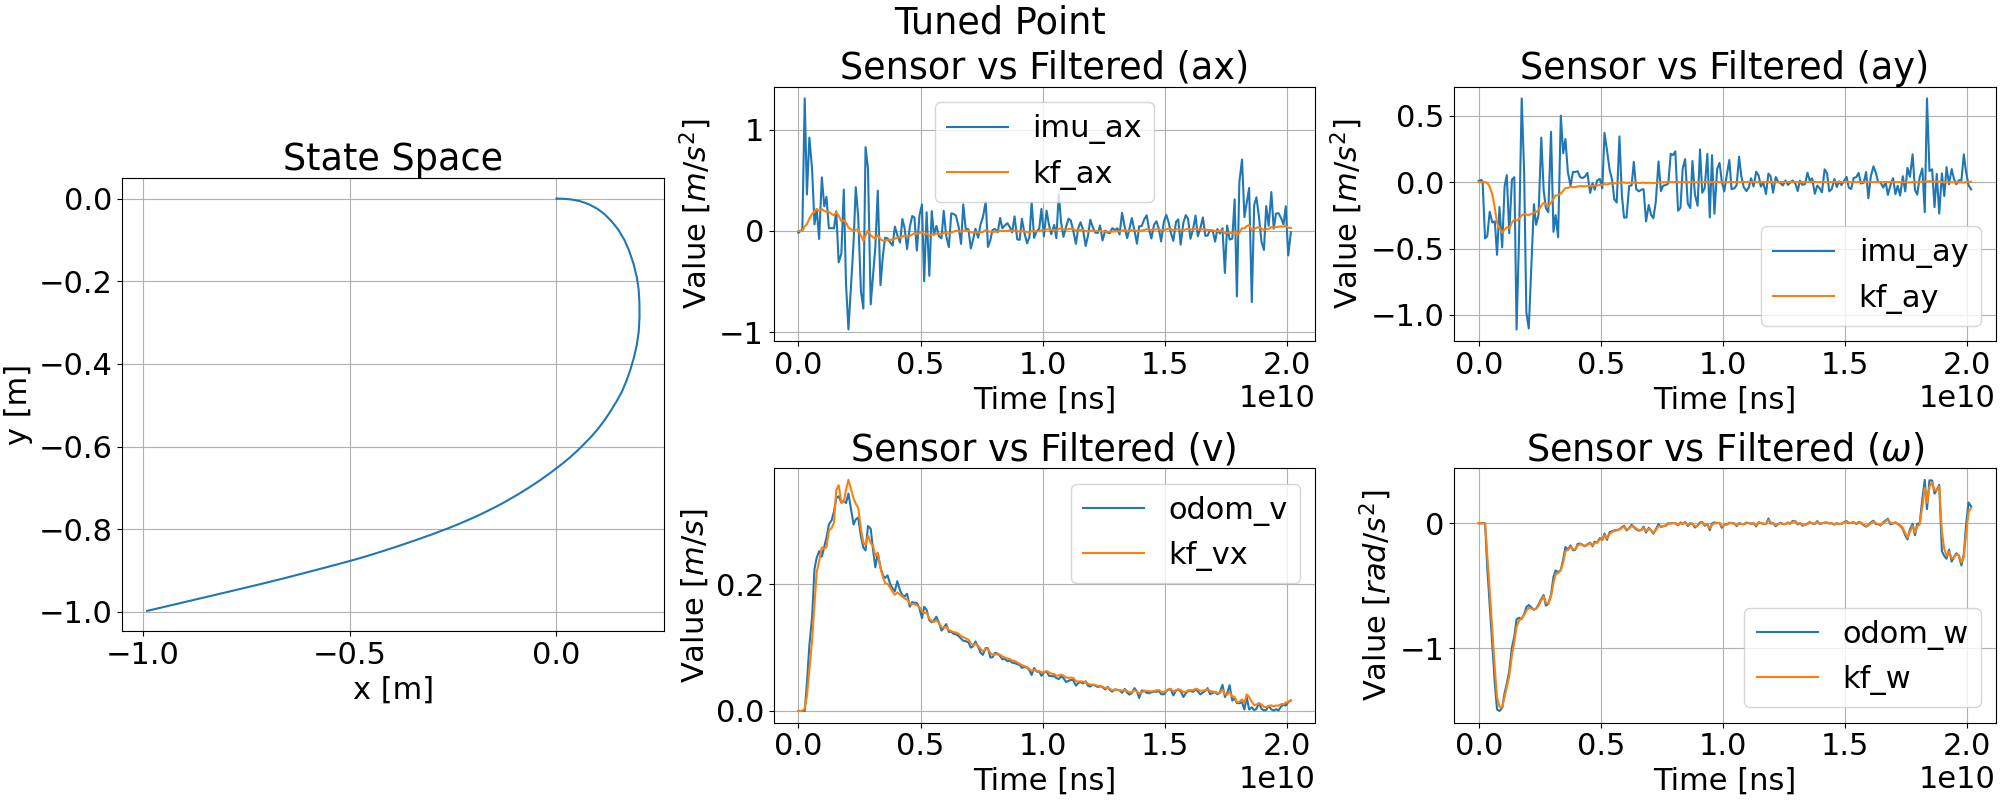 Tuned Point
State Space
0.0
−0.2
−0.4
−0.6
−0.8
−1.0
y [m]
−1.0 −0.5 0.0
x [m]
Sensor vs Filtered (ax)
Value [m/s²]
1
0
−1
imu_ax
kf_ax
0.0 0.5 1.0 1.5 2.0
Time [ns]
1e10
Sensor vs Filtered (ay)
Value [m/s²]
0.5
0.0
−0.5
−1.0
imu_ay
kf_ay
0.0 0.5 1.0 1.5 2.0
Time [ns]
1e10
Sensor vs Filtered (v)
Value [m/s]
0.2
0.0
odom_v
kf_vx
0.0 0.5 1.0 1.5 2.0
Time [ns]
1e10
Sensor vs Filtered (ω)
Value [rad/s²]
0
−1
odom_w
kf_w
0.0 0.5 1.0 1.5 2.0
Time [ns]
1e10